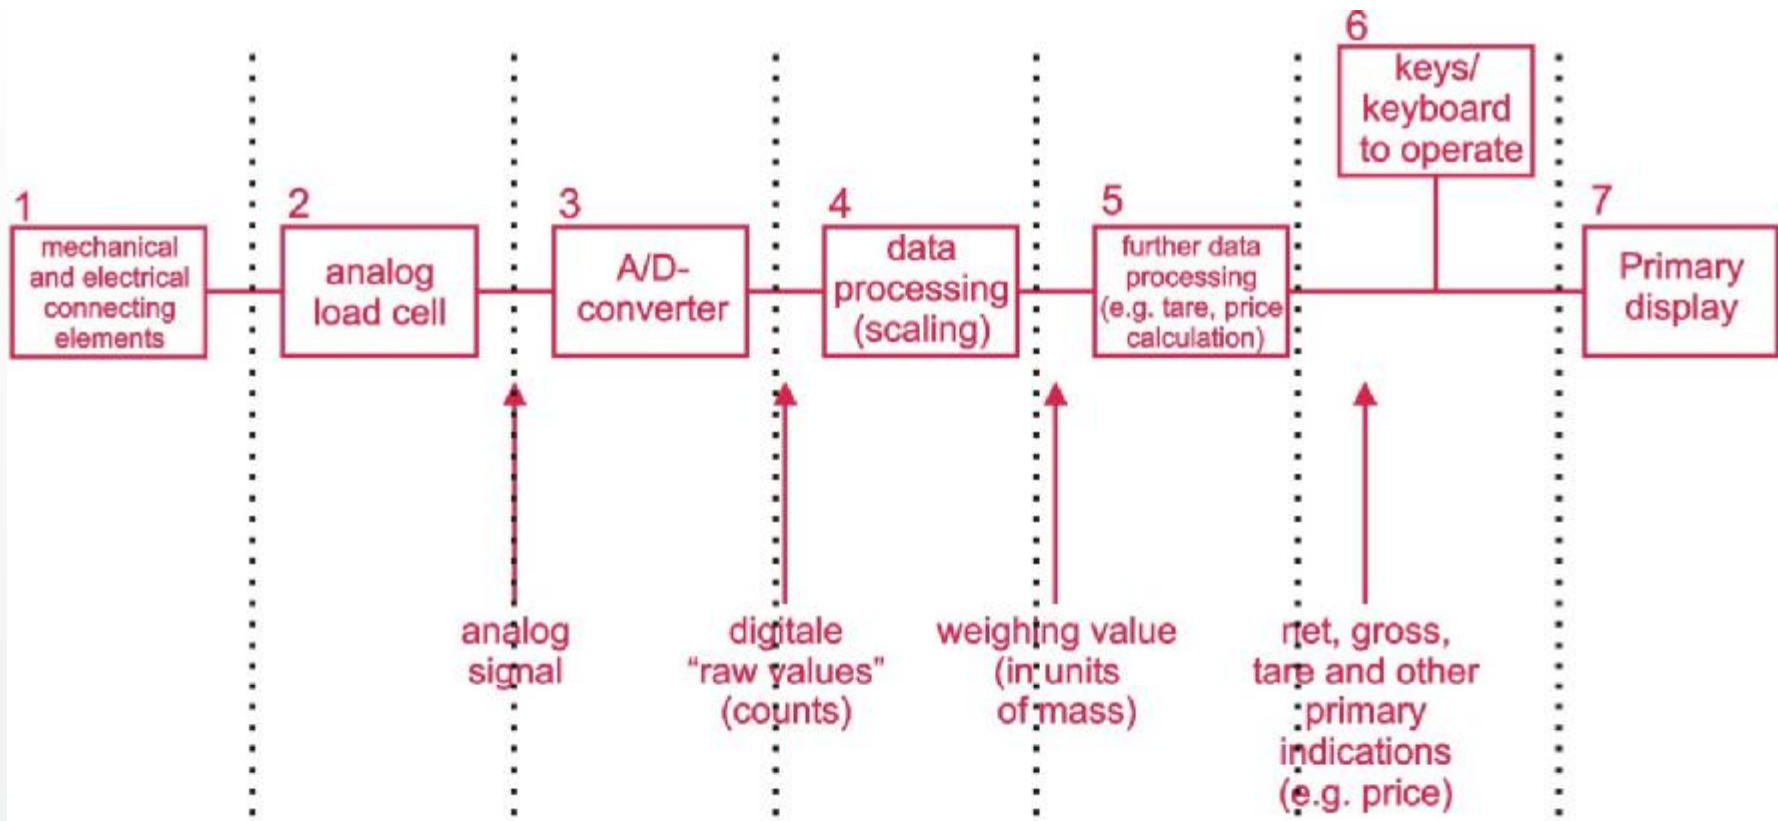 1
mechanical
and electrical
connecting
elements
2
analog
load cell
3
A/D-
converter
4
data
processing
(scaling)
5
further data
processing
(e.g. tare, price
calculation)
6
keys/
keyboard
to operate
7
Primary
display
analog
signal
digitale
“raw values”
(counts)
weighing value
(in units
of mass)
net, gross,
tare and other
primary
indications
(e.g. price)